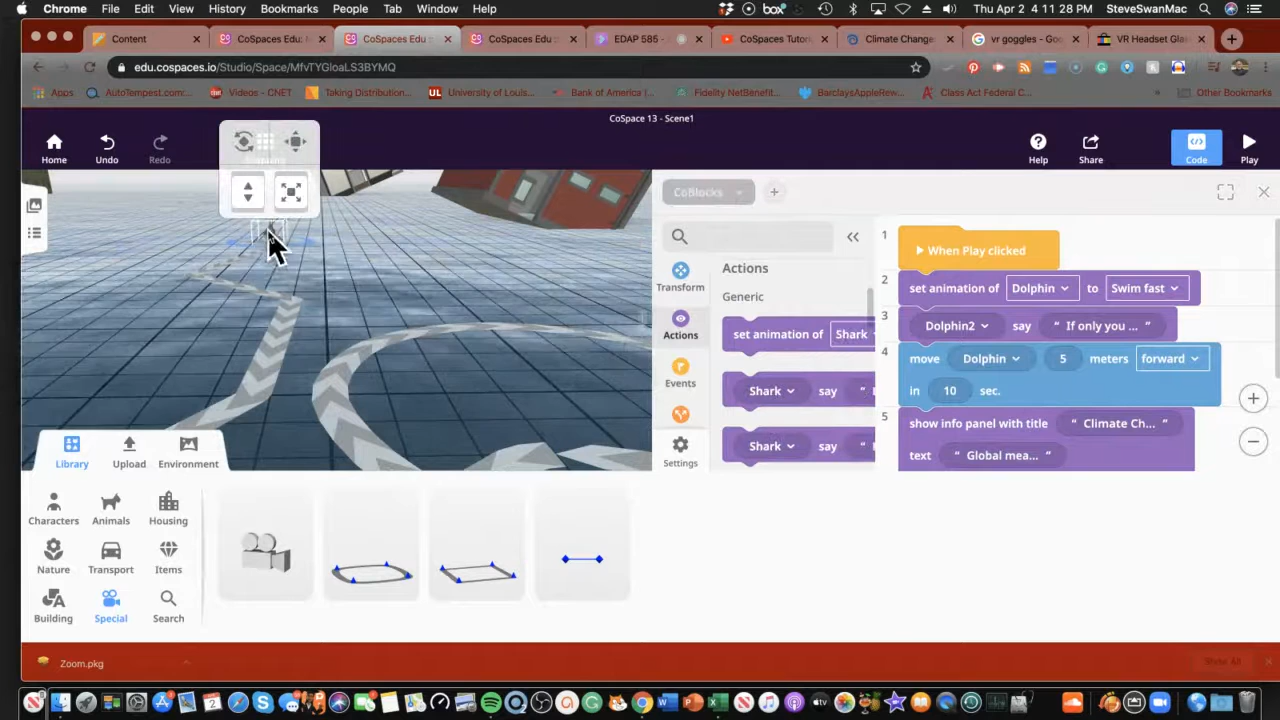 Chrome File Edit View History Bookmarks People Tab Window Help box Thu Apr 2 4:11:28 PM SteveSwanMac
Content CoSpaces Edu: M CoSpaces Edu CoSpaces Edu EDAP 585 - CoSpaces Tutor Climate Change vr goggles - Goo VR Headset Gla
edu.cospaces.io/Studio/Space/MfvTYGloaLS3BYMQ
Apps AutoTempest.com:... Videos - CNET Taking Distribution... UL University of Louis... Bank of America |... Fidelity NetBenefit... BarclaysAppleRew... Class Act Federal C... » Other Bookmarks
CoSpace 13 - Scene1
Home Undo Redo Help Share Code Play
CoBlocks
Transform
Actions
Events
Settings
Actions
Generic
set animation of Shark
Shark say "
Shark say "
1 When Play clicked
2 set animation of Dolphin to Swim fast
3 Dolphin2 say " If only you ... "
4 move Dolphin 5 meters forward
in 10 sec.
5 show info panel with title " Climate Ch... "
text " Global mea... "
Library Upload Environment
Characters Animals Housing
Nature Transport Items
Building Special Search
Zoom.pkg Show All